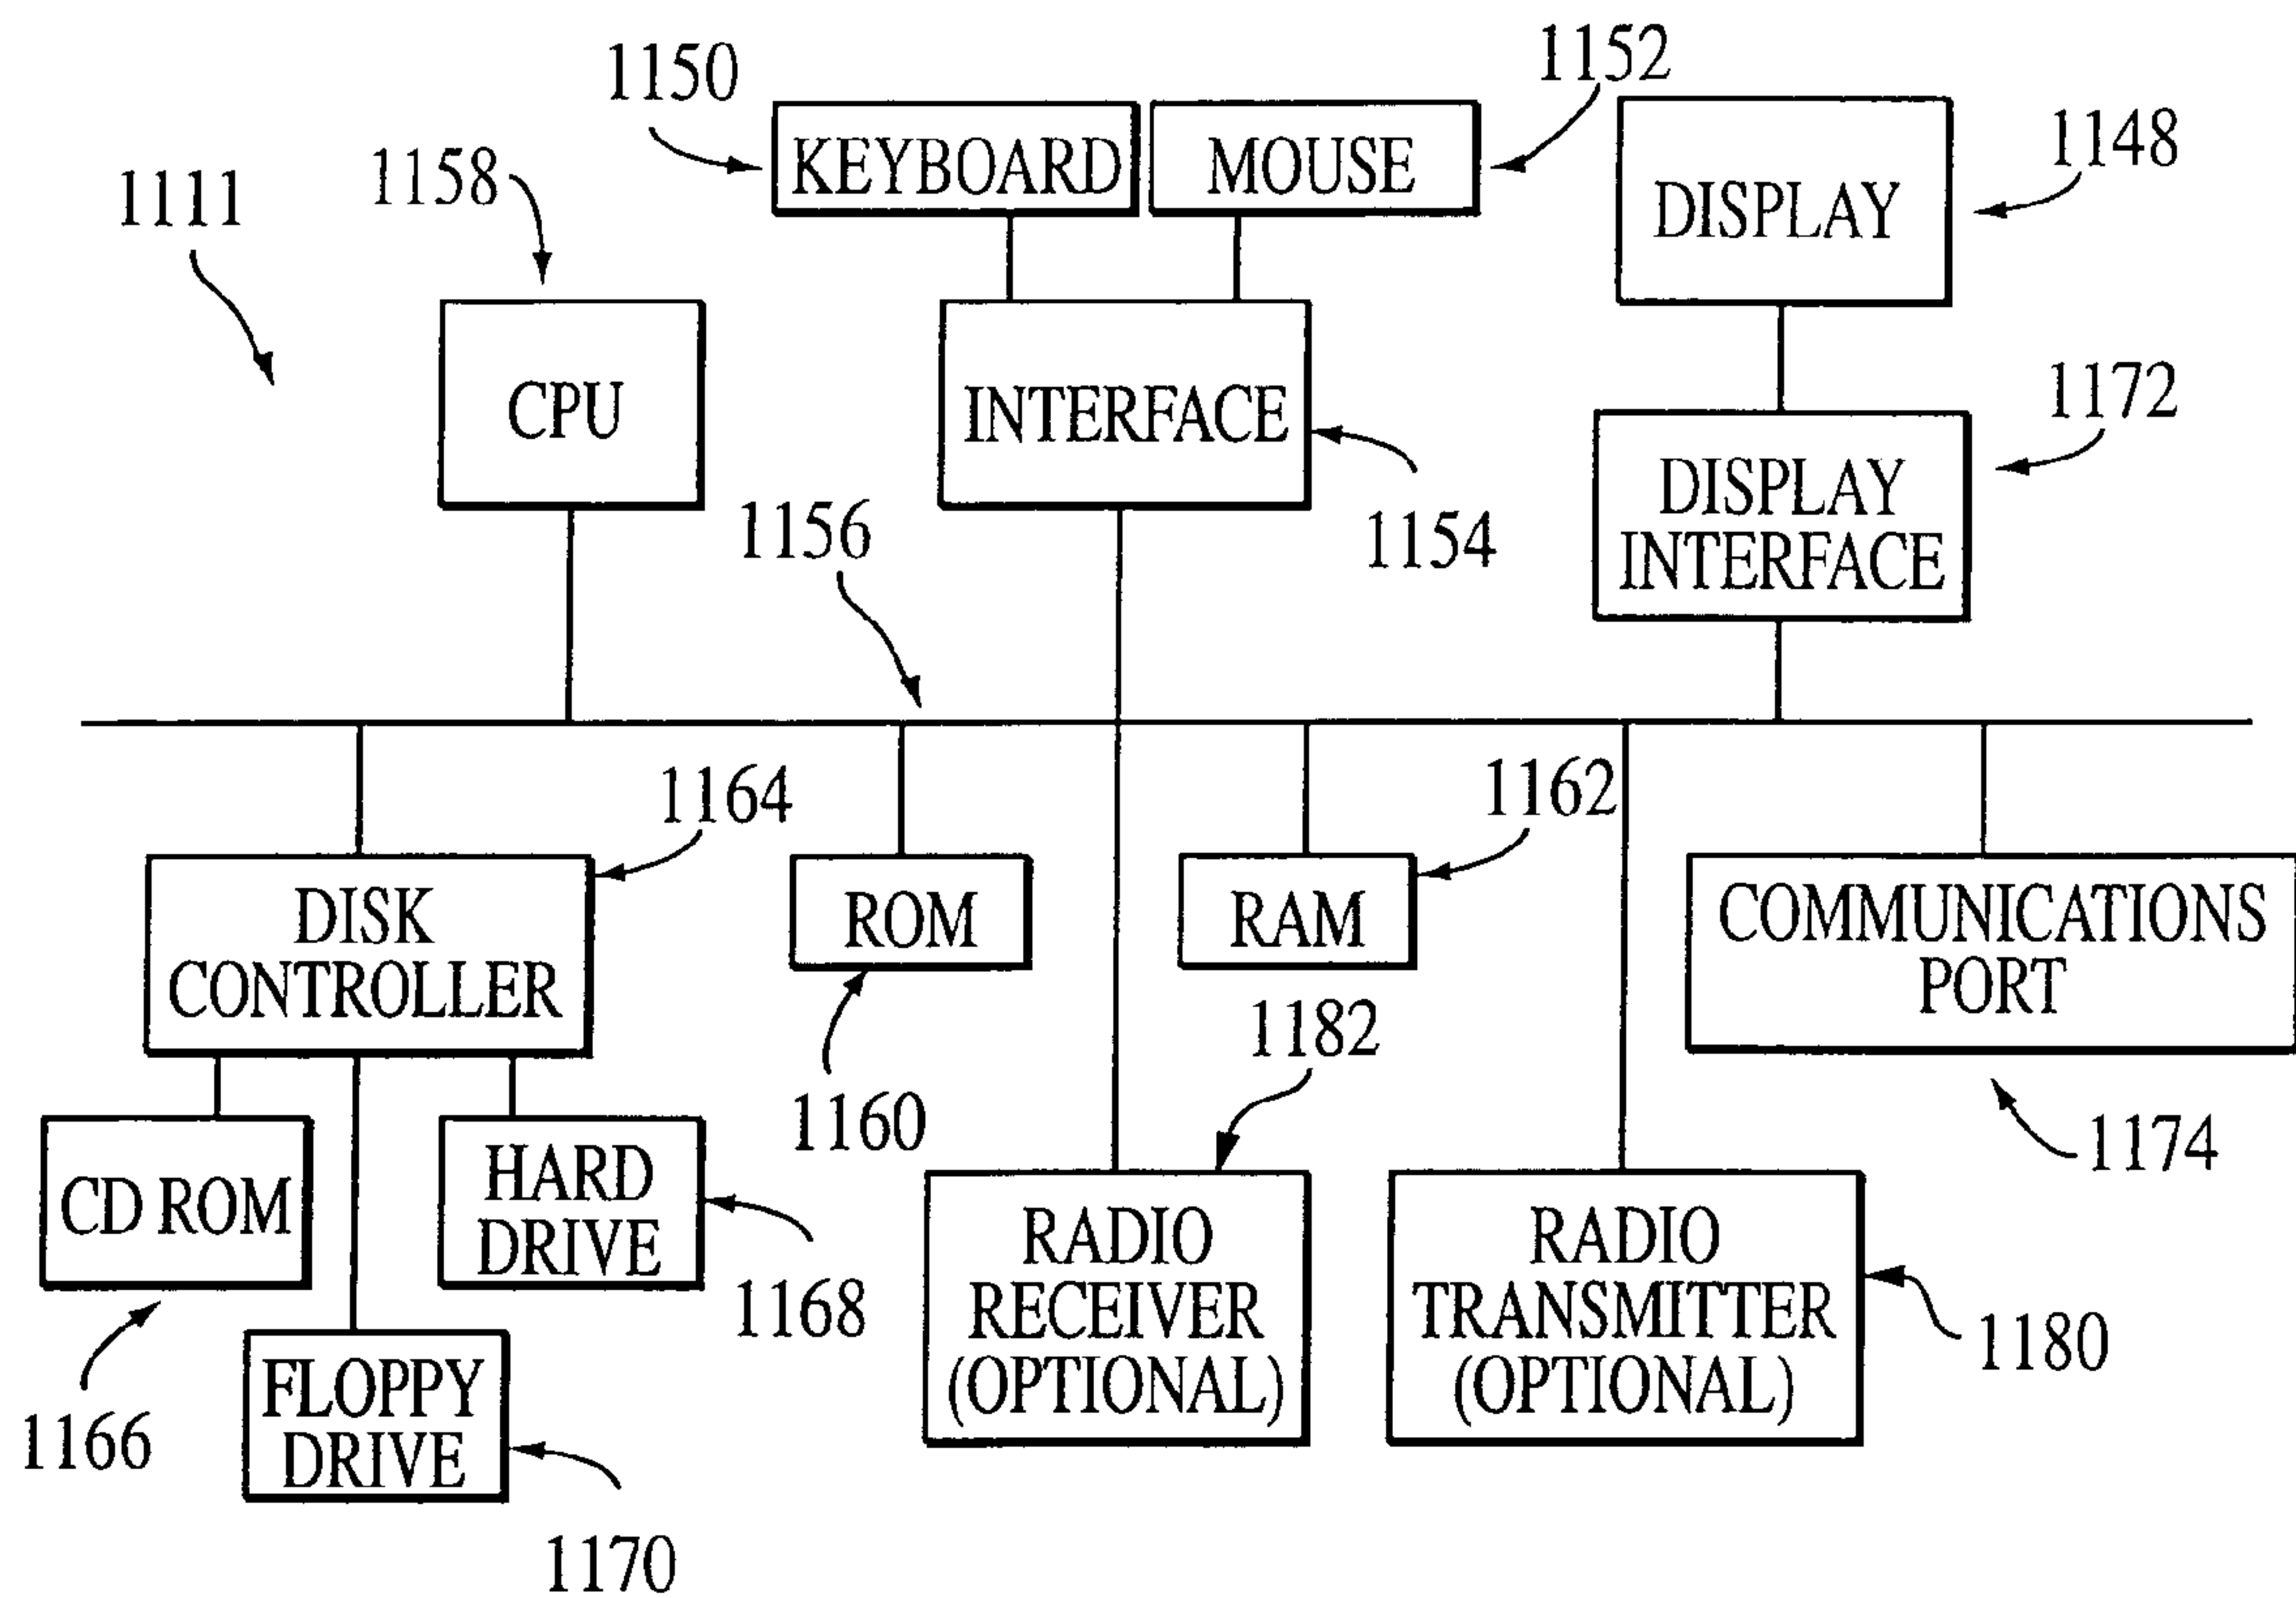 1150
1152
1148
1158
1111
KEYBOARD
MOUSE
DISPLAY
CPU
INTERFACE
1172
DISPLAY
INTERFACE
1156
1154
1164
1162
DISK
CONTROLLER
ROM
RAM
COMMUNICATIONS
PORT
1182
1160
1174
CD ROM
HARD
DRIVE
1168
RADIO
RECEIVER
(OPTIONAL)
RADIO
TRANSMITTER
(OPTIONAL)
1180
1166
FLOPPY
DRIVE
1170